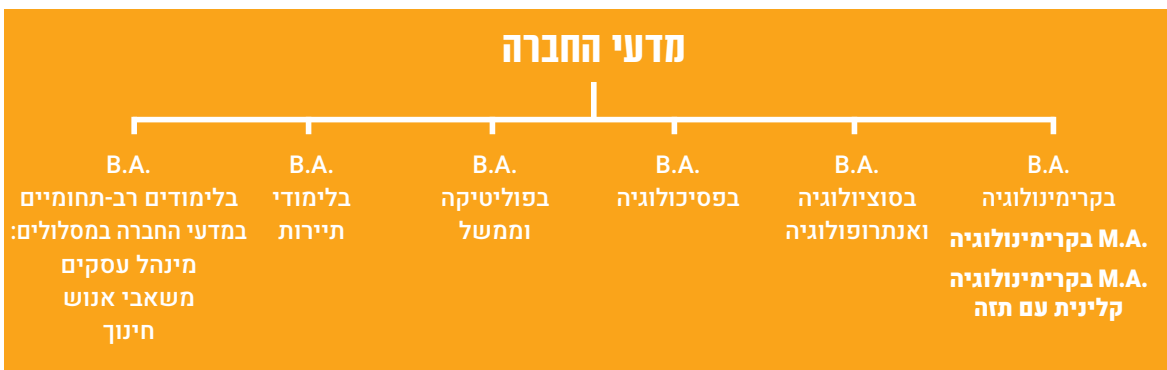 מדעי החברה
B.A.
בקרימינולוגיה
M.A. בקרימינולוגיה
M.A. בקרימינולוגיה
קלינית עם תזה
B.A.
בסוציולוגיה
ואנתרופולוגיה
B.A.
בפסיכולוגיה
B.A.
בפוליטיקה
וממשל
B.A.
בלימודי
תיירות
B.A.
בלימודים רב-תחומיים
במדעי החברה במסלולים:
מינהל עסקים
משאבי אנוש
חינוך